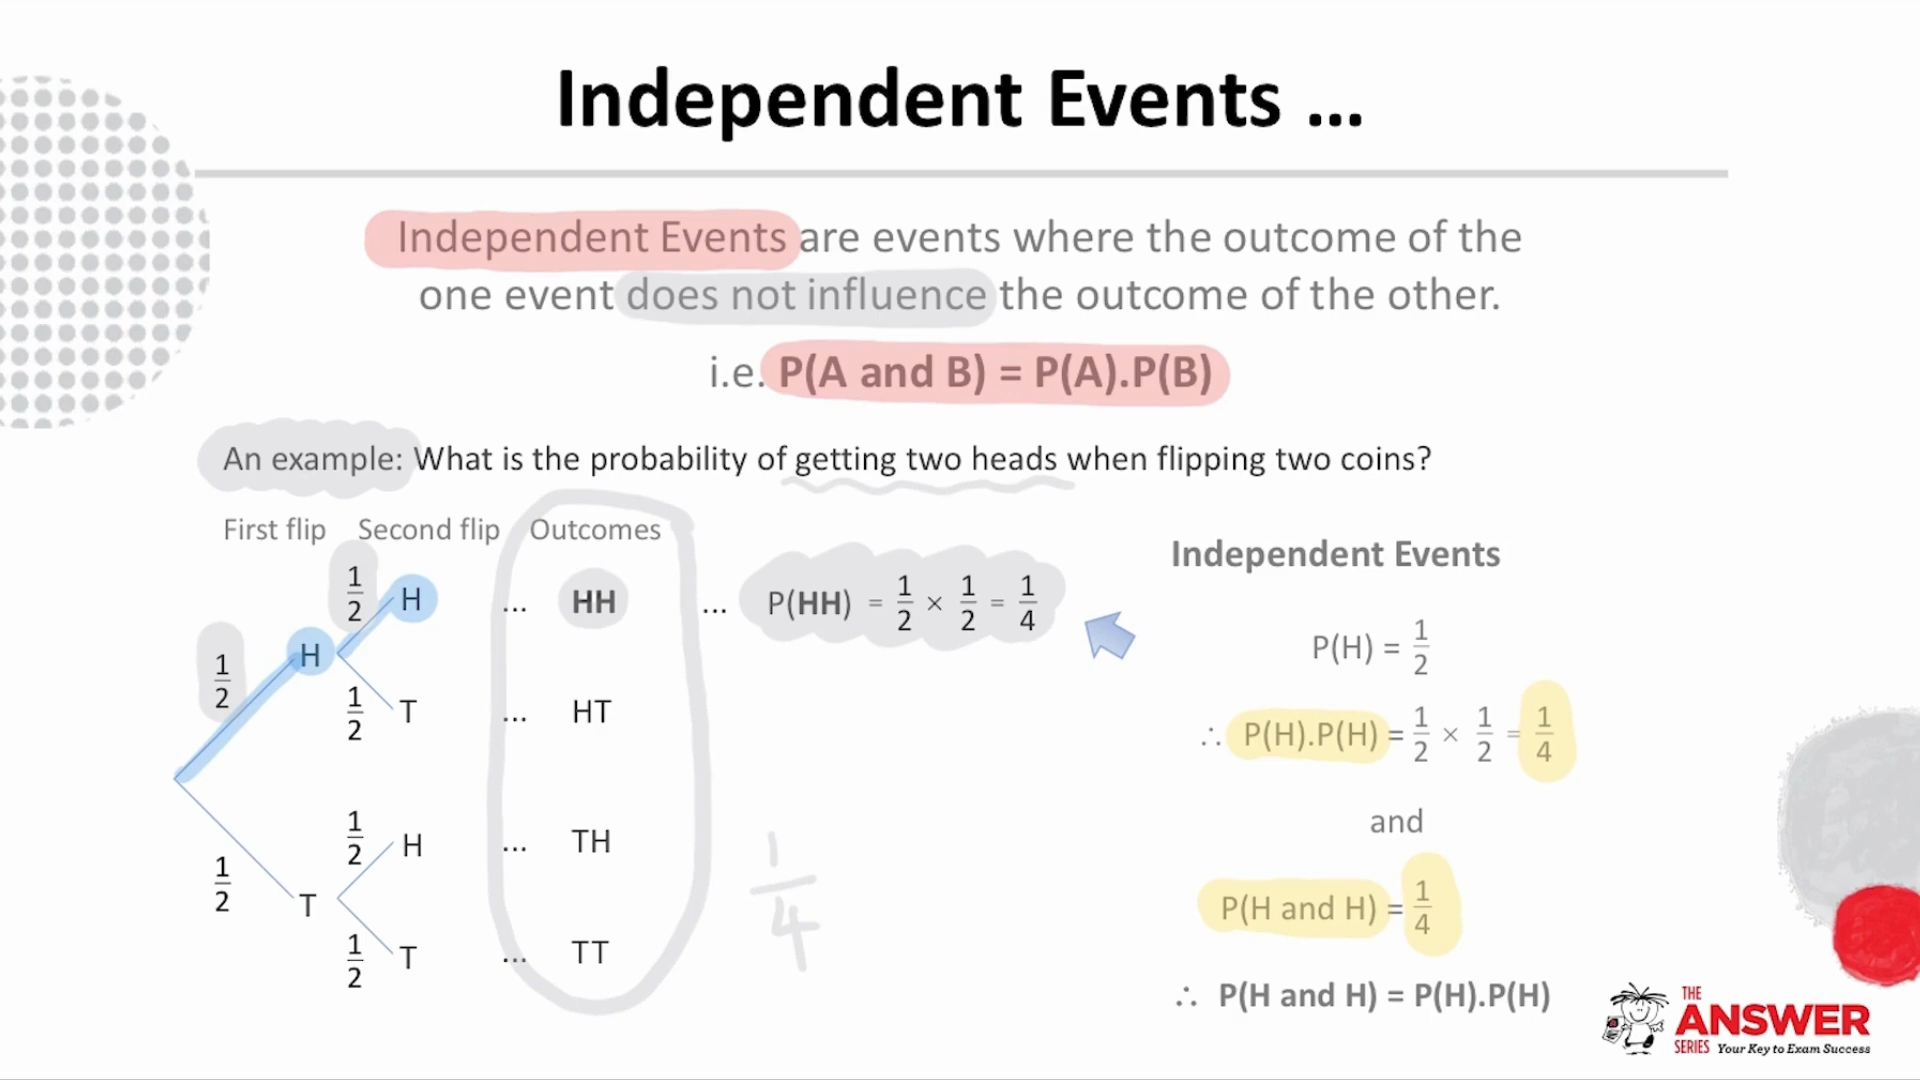 Independent Events ...
Independent Events are events where the outcome of the
one event does not influence the outcome of the other.
i.e. P(A and B) = P(A).P(B)
An example: What is the probability of getting two heads when flipping two coins?
First flip Second flip Outcomes
1/2 H 1/2 H ... HH ... P(HH) = 1/2 × 1/2 = 1/4
1/2 T ... HT
1/2 T 1/2 H ... TH
1/2 T ... TT
1/4
Independent Events
P(H) = 1/2
∴ P(H).P(H) = 1/2 × 1/2 = 1/4
and
P(H and H) = 1/4
∴ P(H and H) = P(H).P(H)
THE
ANSWER
SERIES Your Key to Exam Success